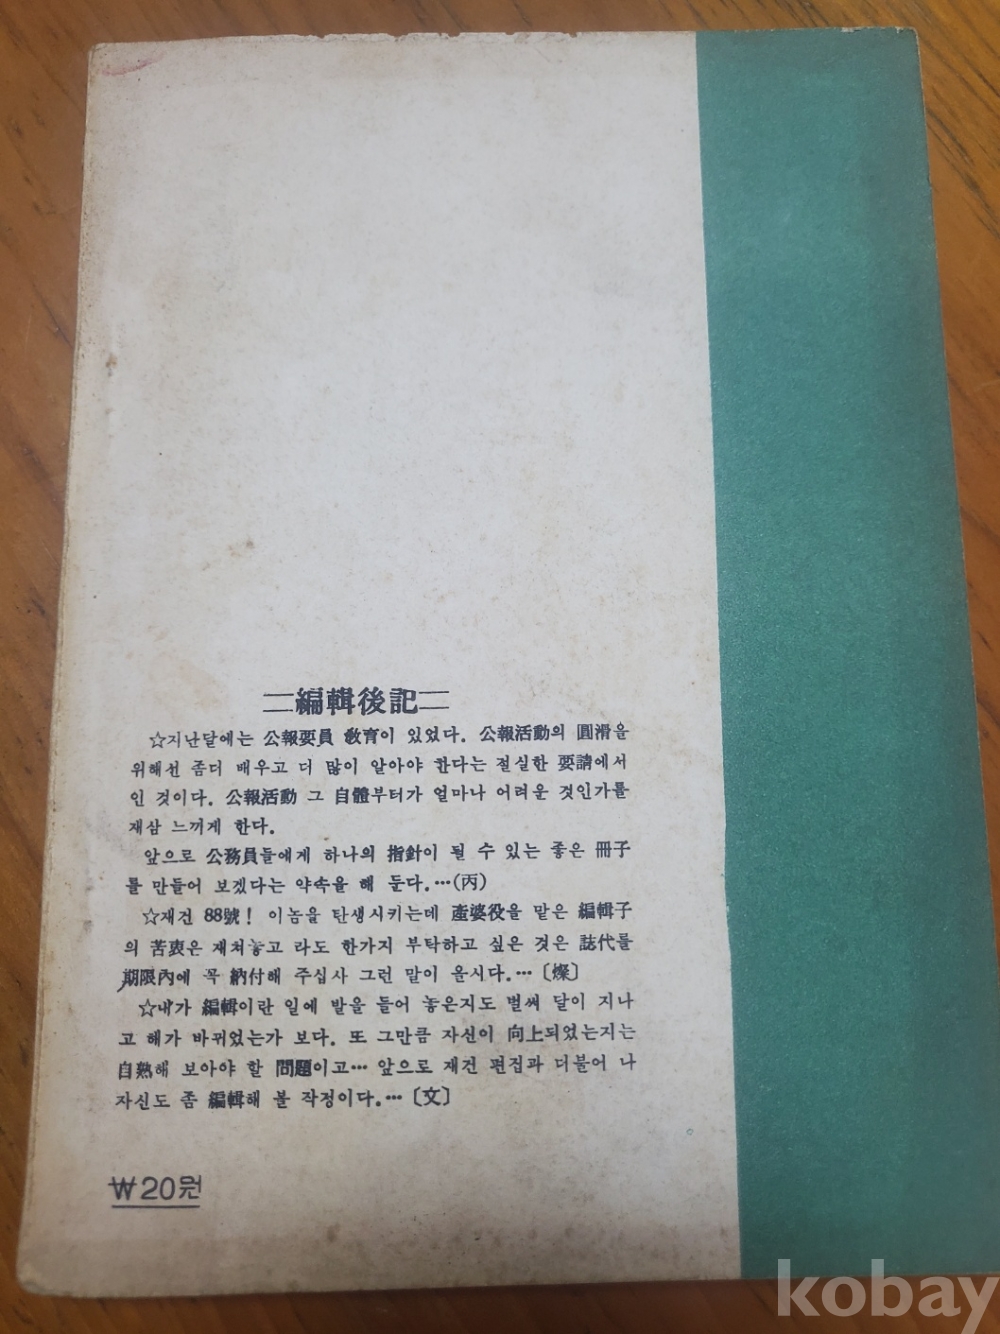 =編輯後記=
☆지난달에는 公報要員 敎育이 있었다. 公報活動의 圓滑을
위해선 좀더 배우고 더 많이 알아야 한다는 절실한 要請에서
인 것이다. 公報活動 그 自體부터가 얼마나 어려운 것인가를
재삼 느끼게 한다.
앞으로 公務員들에게 하나의 指針이 될 수 있는 좋은 冊子
를 만들어 보겠다는 약속을 해 둔다.…(丙)
☆재건 88號! 이놈을 탄생시키는데 產婆役을 맡은 編輯子
의 苦衷은 재쳐놓고 라도 한가지 부탁하고 싶은 것은 誌代를
期限內에 꼭 納付해 주십사 그런 말이 올시다.…〔燦〕
☆내가 編輯이란 일에 발을 들어 놓은지도 벌써 달이 지나
고 해가 바뀌었는가 보다. 또 그만큼 자신이 向上되었는지는
自熟해 보아야 할 問題이고… 앞으로 재건 편집과 더불어 나
자신도 좀 編輯해 볼 작정이다.…〔文〕
₩20원
kobay